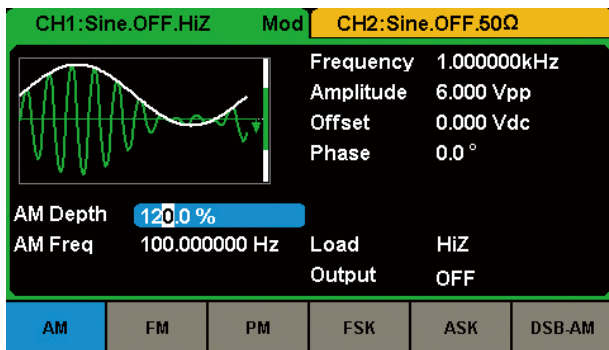 CH1:Sine.OFF.HiZ Mod CH2:Sine.OFF.50Ω
Frequency 1.000000kHz
Amplitude 6.000 Vpp
Offset 0.000 Vdc
Phase 0.0 °
AM Depth 120.0 %
AM Freq 100.000000 Hz Load HiZ
Output OFF
AM FM PM FSK ASK DSB-AM